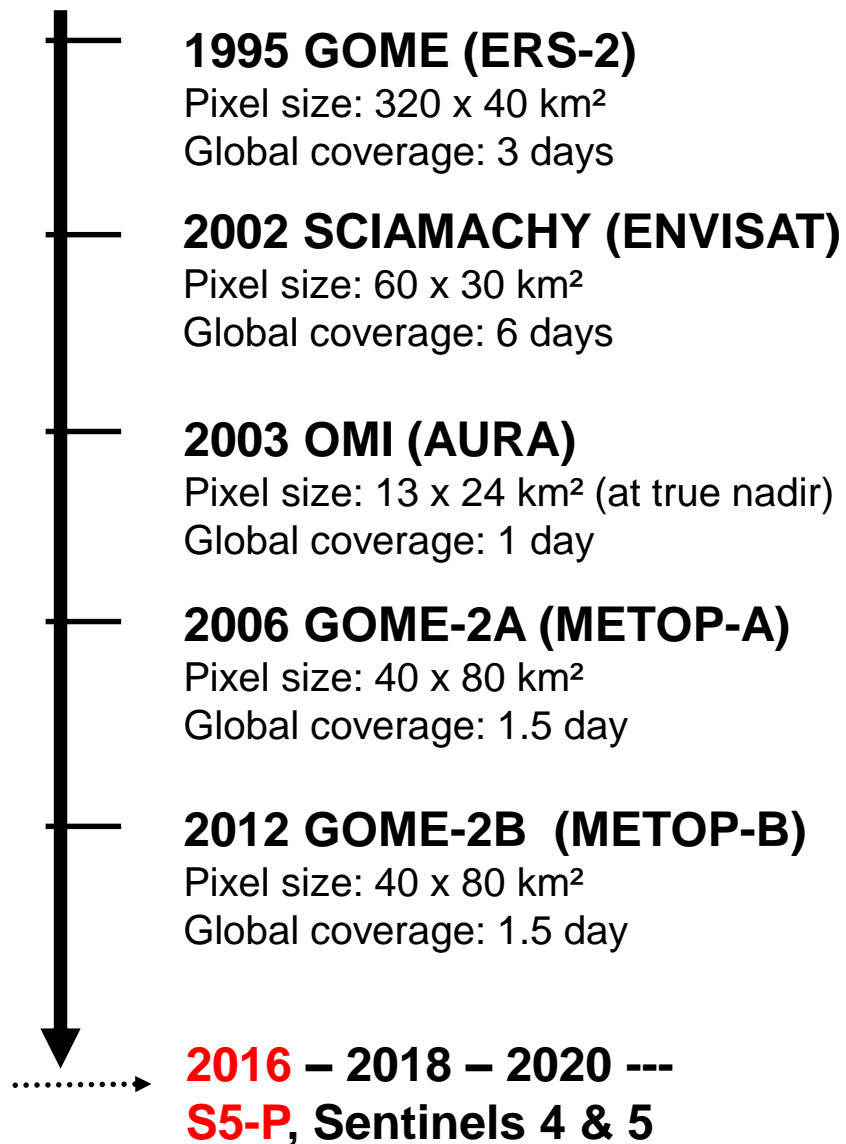 1995 GOME (ERS-2)
Pixel size: 320 x 40 km²
Global coverage: 3 days
2002 SCIAMACHY (ENVISAT)
Pixel size: 60 x 30 km²
Global coverage: 6 days
2003 OMI (AURA)
Pixel size: 13 x 24 km² (at true nadir)
Global coverage: 1 day
2006 GOME-2A (METOP-A)
Pixel size: 40 x 80 km²
Global coverage: 1.5 day
2012 GOME-2B (METOP-B)
Pixel size: 40 x 80 km²
Global coverage: 1.5 day
2016 – 2018 – 2020 ---
S5-P, Sentinels 4 & 5